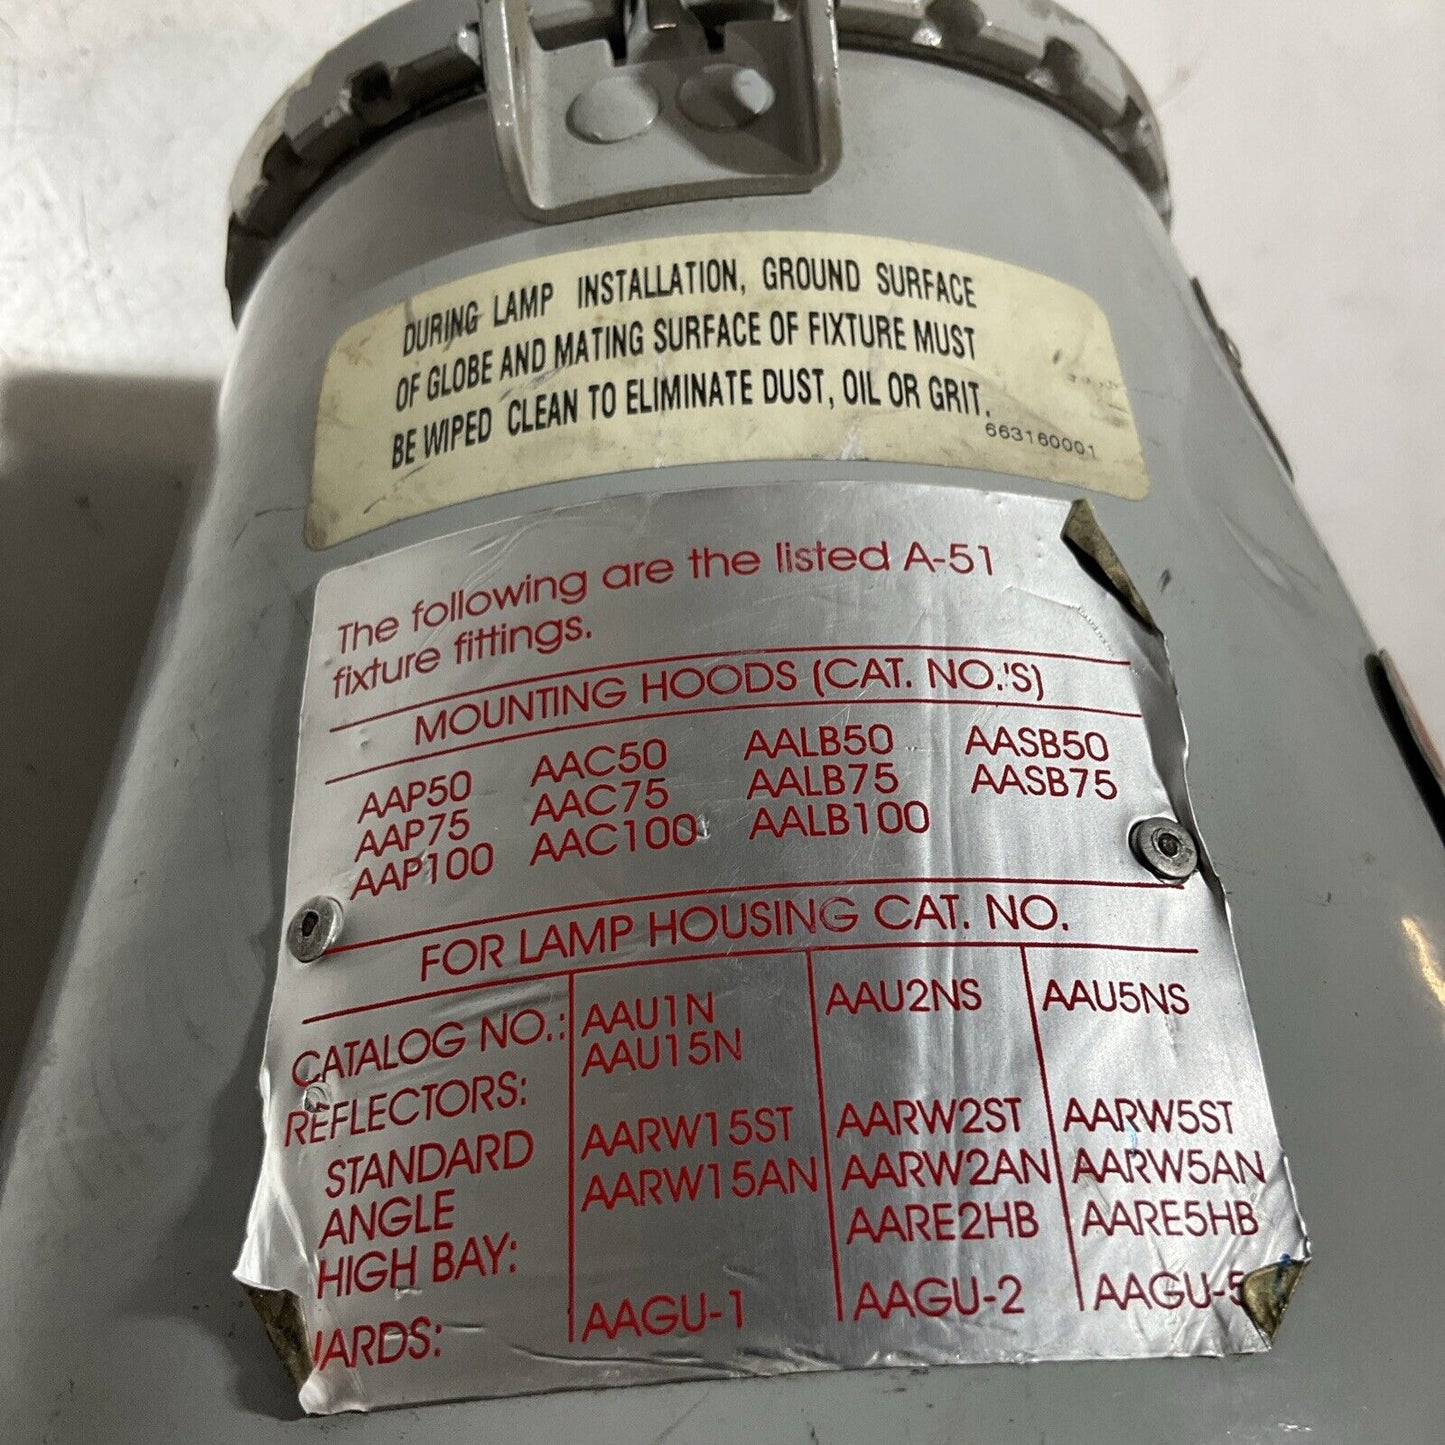 DURING LAMP INSTALLATION, GROUND SURFACE
OF GLOBE AND MATING SURFACE OF FIXTURE MUST
BE WIPED CLEAN TO ELIMINATE DUST, OIL OR GRIT.
663160001
The following are the listed A-51
fixture fittings.
MOUNTING HOODS (CAT. NO.'S)
AAP50 AAC50 AALB50 AASB50
AAP75 AAC75 AALB75 AASB75
AAP100 AAC100 AALB100
FOR LAMP HOUSING CAT. NO.
CATALOG NO.: AAU1N AAU2NS AAU5NS
AAU15N
REFLECTORS:
STANDARD AARW15ST AARW2ST AARW5ST
ANGLE AARW15AN AARW2AN AARW5AN
HIGH BAY: AARE2HB AARE5HB
ARDS: AAGU-1 AAGU-2 AAGU-5